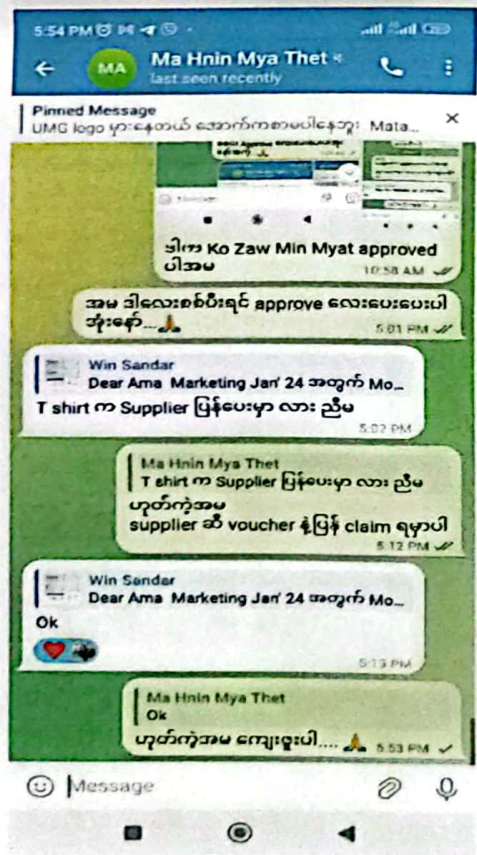 5:54 PM
MA
Ma Hnin Mya Thet
last seen recently
Pinned Message
UMG logo မှားနေတယ် အောက်ကစာမပါနေဘူး Mata...
ဒါက Ko Zaw Min Myat approved
ပါအမ
10:58 AM
အမ ဒါလေးစစ်ပီးရင် approve လေးပေးပေးပါ
အုံးနော်...🙏
5:01 PM
Win Sandar
Dear Ama Marketing Jan' 24 အတွက် Mo...
T shirt က Supplier ပြန်ပေးမှာ လား ညီမ
5:02 PM
Ma Hnin Mya Thet
T shirt က Supplier ပြန်ပေးမှာ လား ညီမ
ဟုတ်ကဲ့အမ
supplier ဆီ voucher နဲ့ပြန် claim ရမှာပါ
5:12 PM
Win Sandar
Dear Ama Marketing Jan' 24 အတွက် Mo...
Ok
5:13 PM
Ma Hnin Mya Thet
Ok
ဟုတ်ကဲ့အမ ကျေးဇူးပါ.... 🙏
5:53 PM
Message